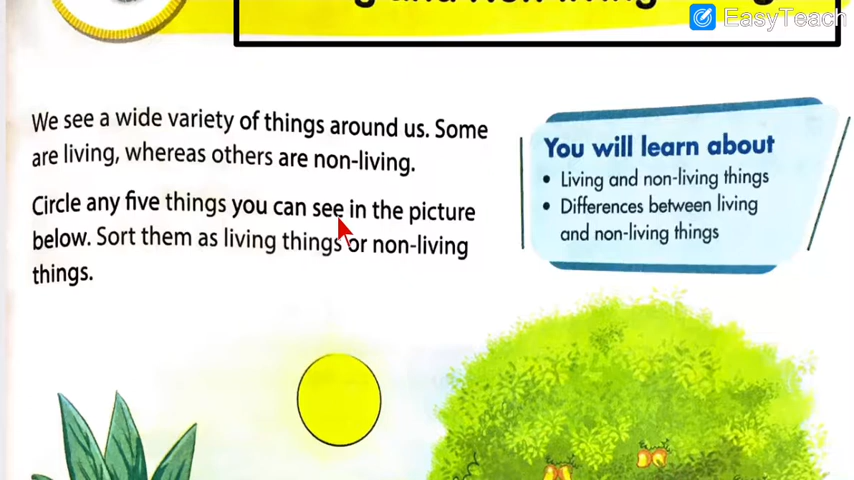 EasyTeach
We see a wide variety of things around us. Some
are living, whereas others are non-living.
Circle any five things you can see in the picture
below. Sort them as living things or non-living
things.
You will learn about
• Living and non-living things
• Differences between living
and non-living things